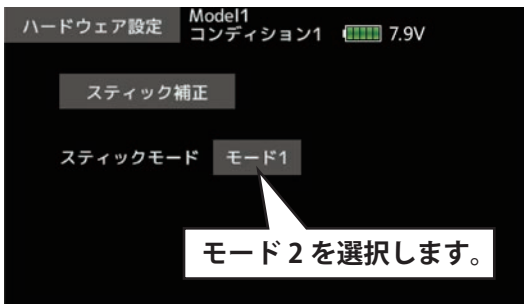 ハードウェア設定
Model1
コンディション1
7.9V
スティック補正
スティックモード モード1
モード 2 を選択します。